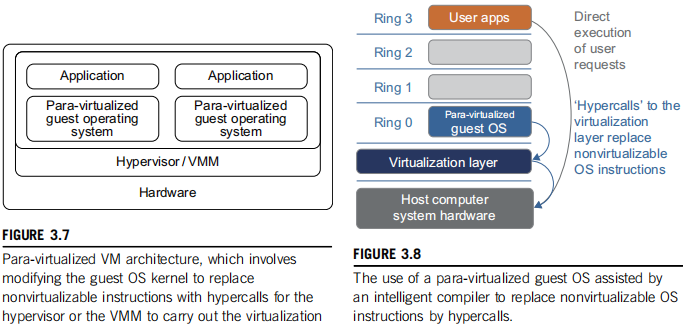 Application
Application
Para-virtualized
guest operating
system
Para-virtualized
guest operating
system
Hypervisor/VMM
Hardware
FIGURE 3.7
Para-virtualized VM architecture, which involves
modifying the guest OS kernel to replace
nonvirtualizable instructions with hypercalls for the
hypervisor or the VMM to carry out the virtualization
Ring 3
User apps
Ring 2
Ring 1
Ring 0
Para-virtualized
guest OS
Virtualization layer
Host computer
system hardware
Direct
execution
of user
requests
‘Hypercalls’ to the
virtualization
layer replace
nonvirtualizable
OS instructions
FIGURE 3.8
The use of a para-virtualized guest OS assisted by
an intelligent compiler to replace nonvirtualizable OS
instructions by hypercalls.